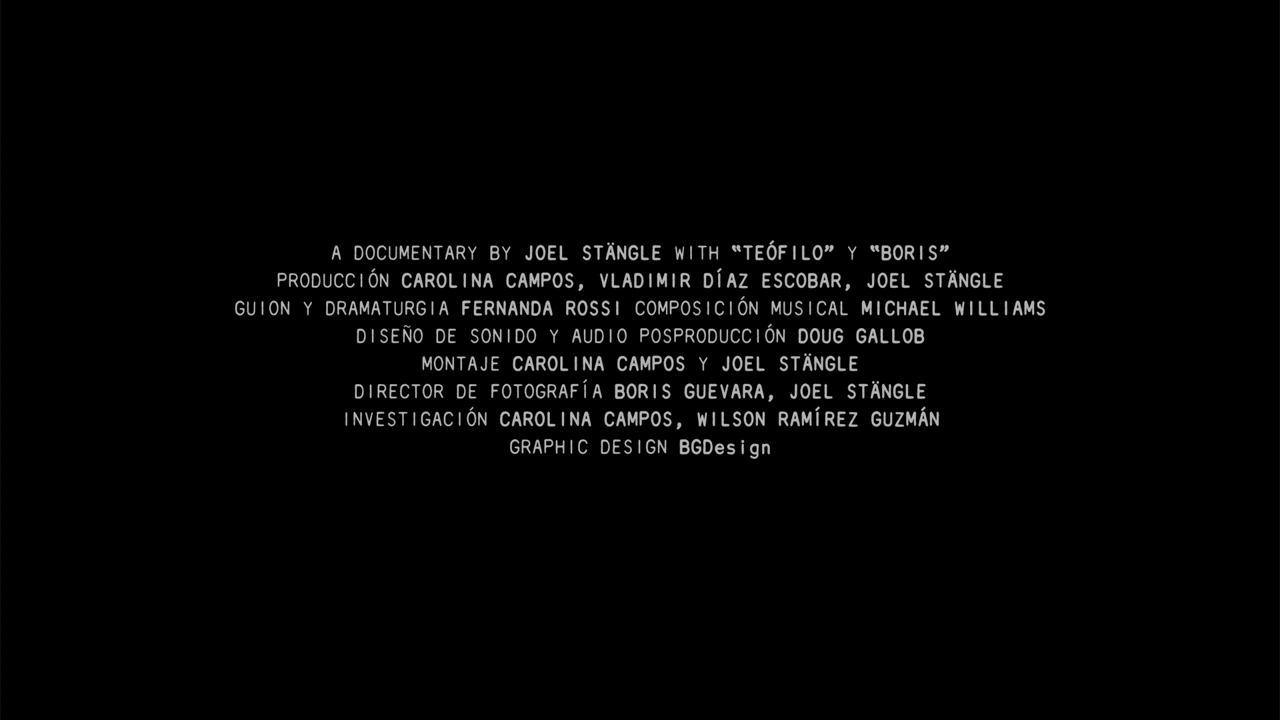 A DOCUMENTARY BY JOEL STÄNGLE WITH “TEÓFILO” Y “BORIS”
PRODUCCIÓN CAROLINA CAMPOS, VLADIMIR DÍAZ ESCOBAR, JOEL STÄNGLE
GUION Y DRAMATURGIA FERNANDA ROSSI COMPOSICIÓN MUSICAL MICHAEL WILLIAMS
DISEÑO DE SONIDO Y AUDIO POSPRODUCCIÓN DOUG GALLOB
MONTAJE CAROLINA CAMPOS Y JOEL STÄNGLE
DIRECTOR DE FOTOGRAFÍA BORIS GUEVARA, JOEL STÄNGLE
INVESTIGACIÓN CAROLINA CAMPOS, WILSON RAMÍREZ GUZMÁN
GRAPHIC DESIGN BGDesign